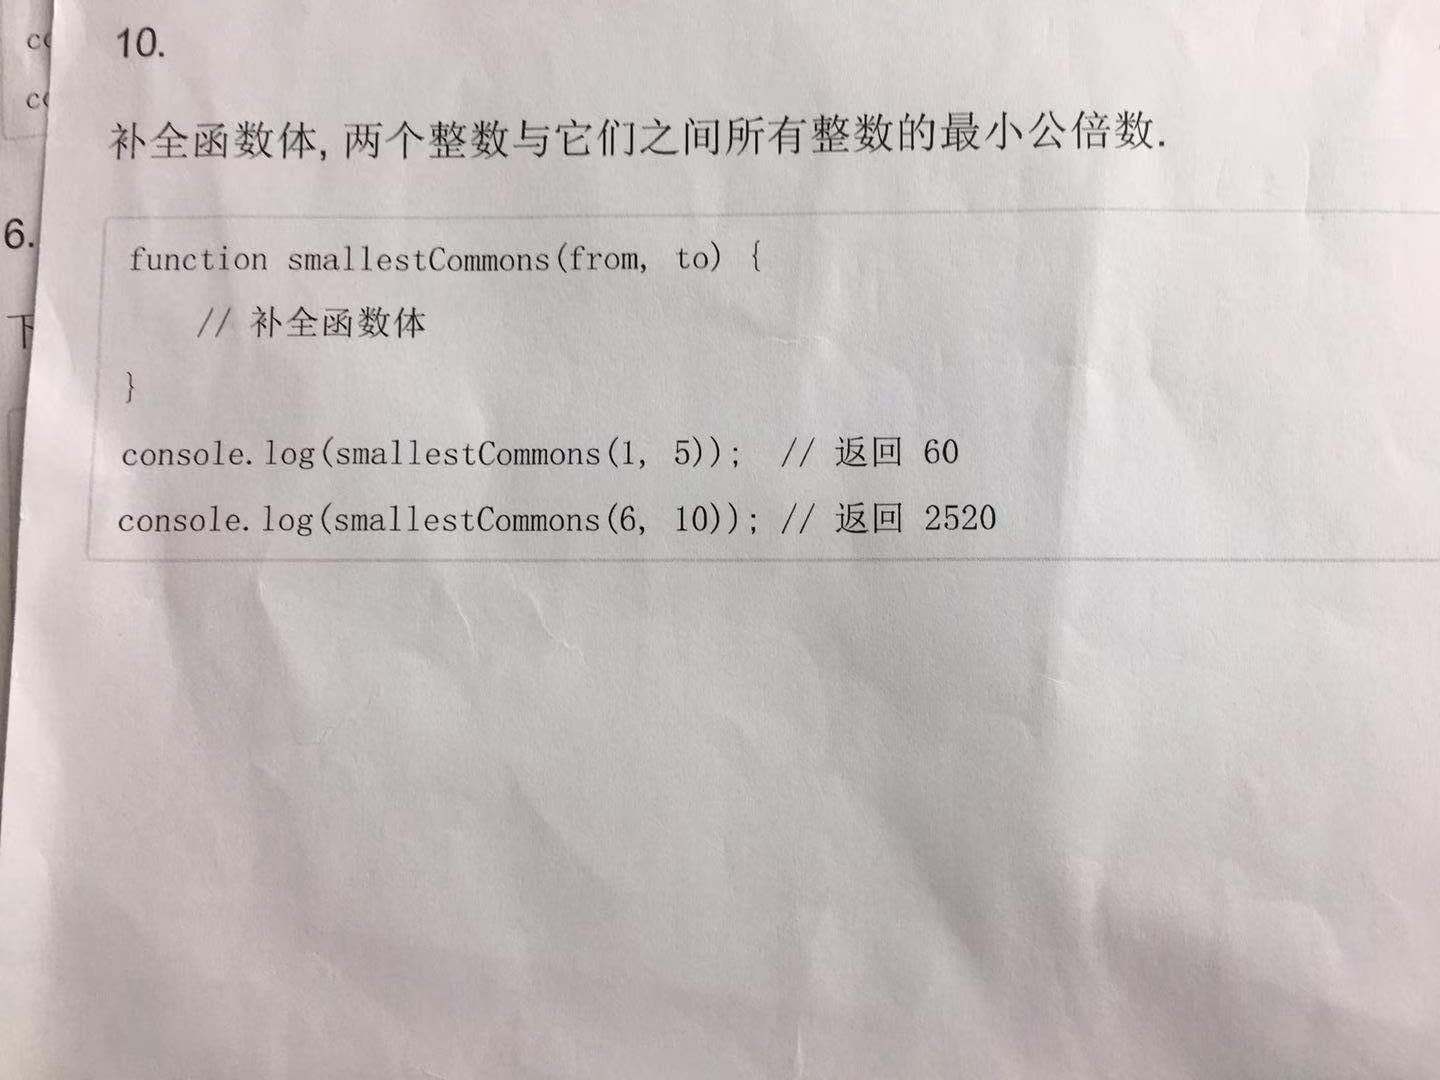 10.
补全函数体, 两个整数与它们之间所有整数的最小公倍数.
function smallestCommons(from, to) {
// 补全函数体
}
console.log(smallestCommons(1, 5)); // 返回 60
console.log(smallestCommons(6, 10)); // 返回 2520
6.
下